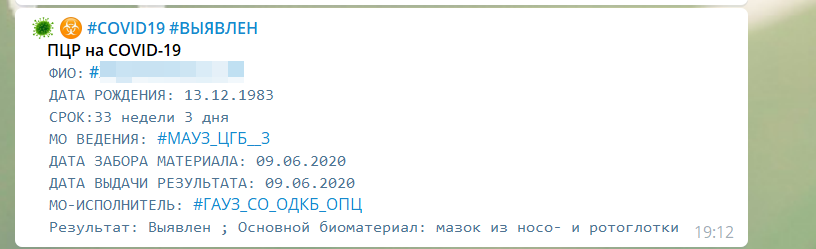 #COVID19 #ВЫЯВЛЕН
ПЦР на COVID-19
ФИО: #
ДАТА РОЖДЕНИЯ: 13.12.1983
СРОК:33 недели 3 дня
МО ВЕДЕНИЯ: #МАУЗ_ЦГБ__3
ДАТА ЗАБОРА МАТЕРИАЛА: 09.06.2020
ДАТА ВЫДАЧИ РЕЗУЛЬТАТА: 09.06.2020
МО-ИСПОЛНИТЕЛЬ: #ГАУЗ_СО_ОДКБ_ОПЦ
Результат: Выявлен ; Основной биоматериал: мазок из носо- и ротоглотки 19:12